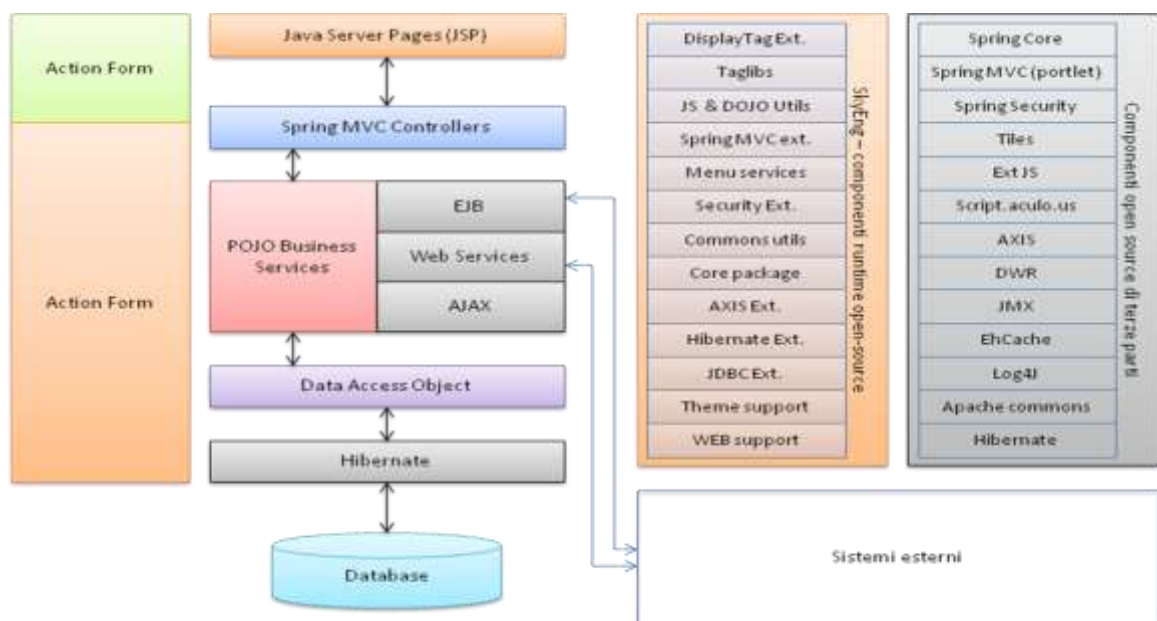 Action Form
Action Form
Java Server Pages (JSP)
Spring MVC Controllers
POJO Business
Services
EJB
Web Services
AJAX
Data Access Object
Hibernate
Database
DisplayTag Ext.
Taglibs
JS & DOJO Utils
Spring MVC ext.
Menu services
Security Ext.
Commons utils
Core package
AXIS Ext.
Hibernate Ext.
JDBC Ext.
Theme support
WEB support
SkyEng – componenti runtime open-source
Spring Core
Spring MVC (portlet)
Spring Security
Tiles
Ext JS
Script.aculo.us
AXIS
DWR
JMX
EhCache
Log4J
Apache commons
Hibernate
Componenti open source di terze parti
Sistemi esterni